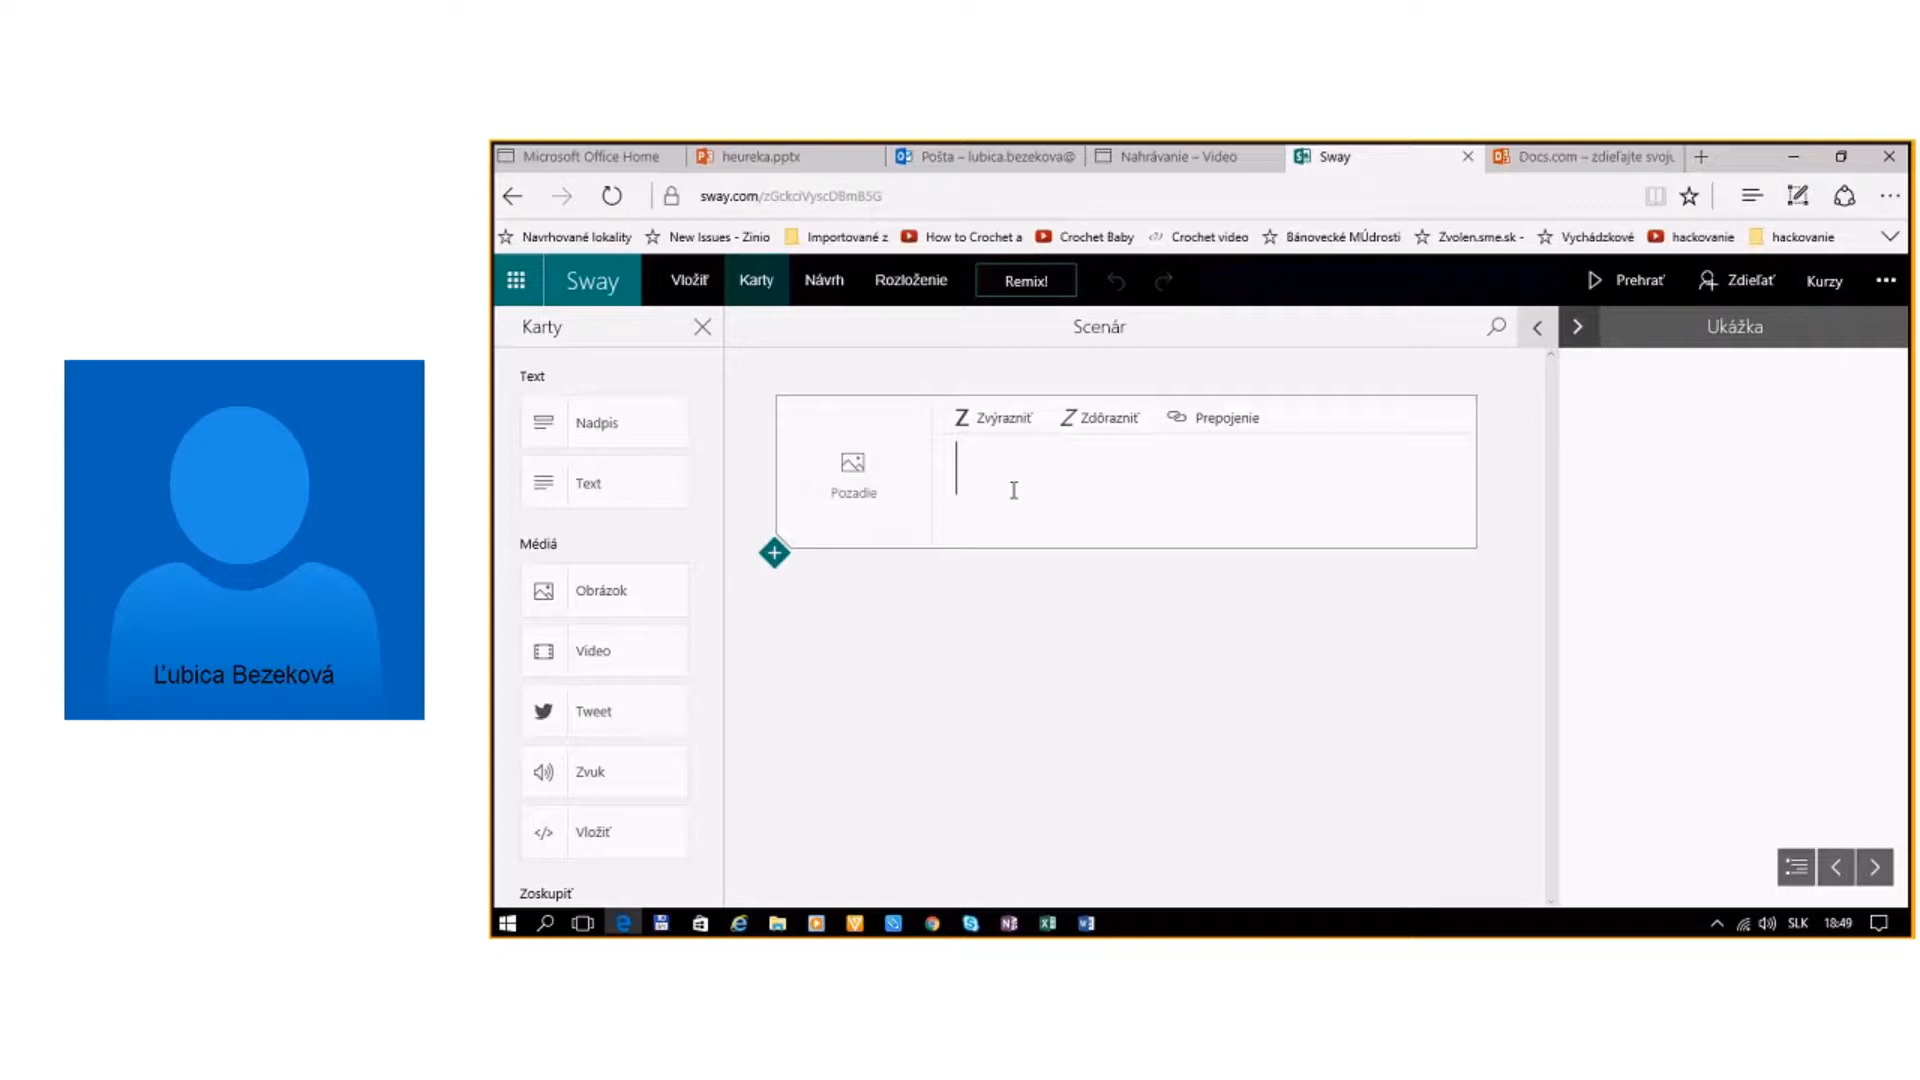 Ľubica Bezeková
Microsoft Office Home
heureka.pptx
Pošta – lubica.bezekova@
Nahrávanie – Video
Sway
Docs.com – zdieľajte svoju
sway.com/zGckciVyscDBmB5G
Navrhované lokality
New Issues - Zinio
Importované z
How to Crochet a
Crochet Baby
Crochet video
Bánovecké MÚdrosti
Zvolen.sme.sk -
Vychádzkové
hackovanie
hackovanie
Sway
Vložiť
Karty
Návrh
Rozloženie
Remix!
Prehrať
Zdieľať
Kurzy
Karty
Scenár
Ukážka
Text
Nadpis
Text
Médiá
Obrázok
Video
Tweet
Zvuk
Vložiť
Zoskupiť
Z Zvýrazniť
Z Zdôrazniť
Prepojenie
Pozadie
SLK
18:49